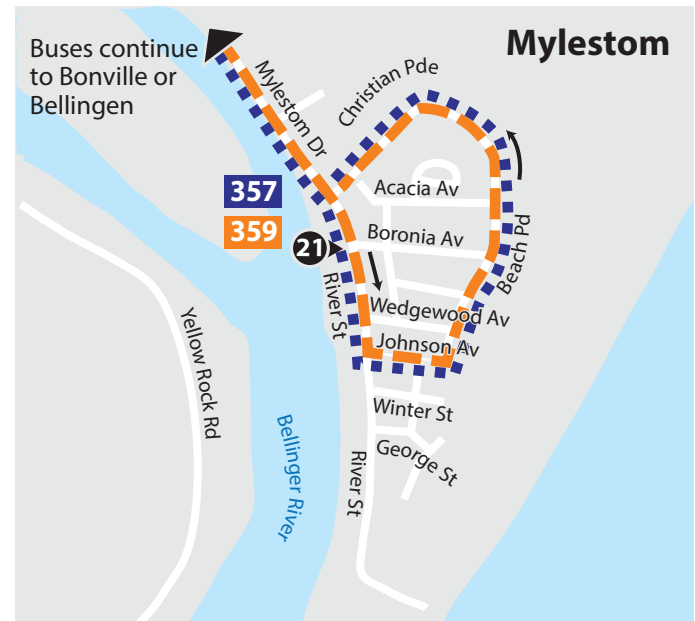 Mylestom
Buses continue
to Bonville or
Bellingen
Mylestom Dr
Christian Pde
357
359
21
Acacia Av
Boronia Av
Beach Pd
River St
Wedgewood Av
Johnson Av
Yellow Rock Rd
Winter St
George St
Bellinger River
River St